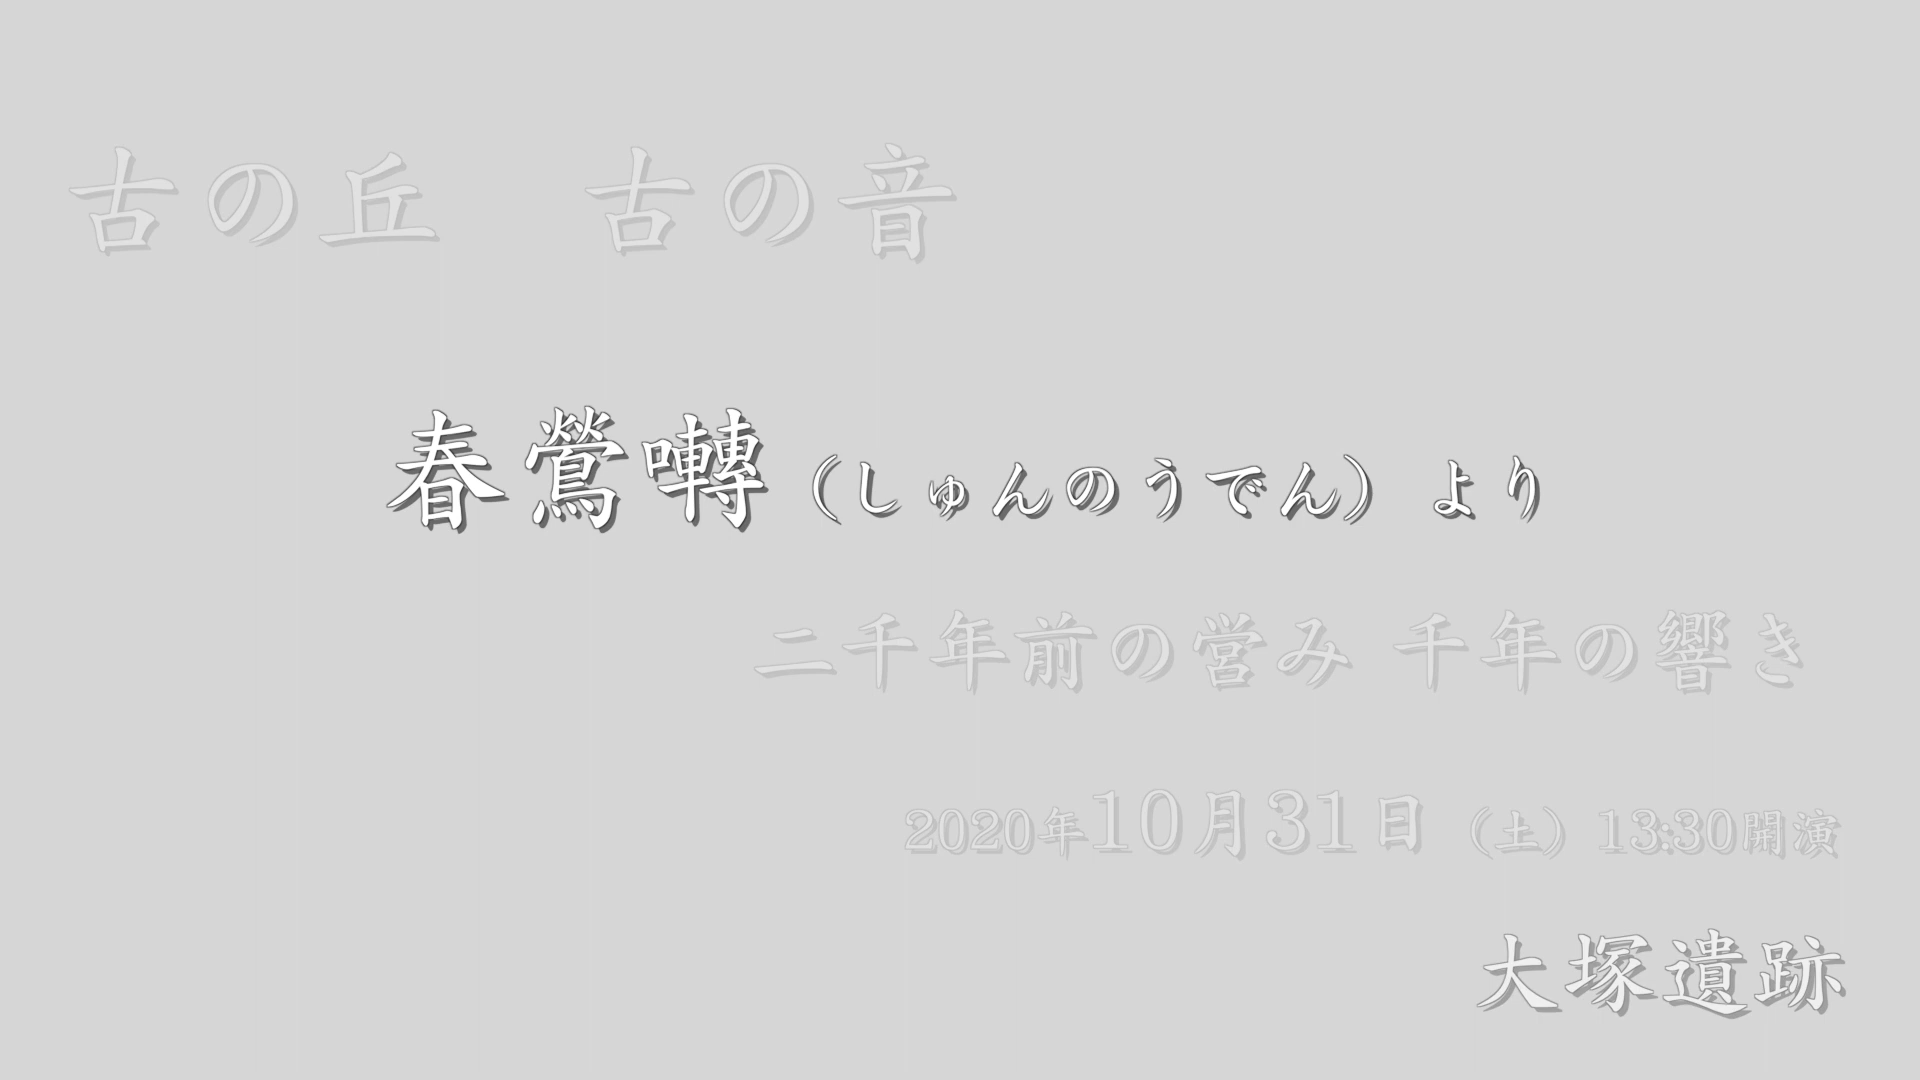 古の丘　古の音
春鶯囀（しゅんのうでん）より
二千年前の営み 千年の響き
2020年10月31日（土）13:30開演
大塚遺跡